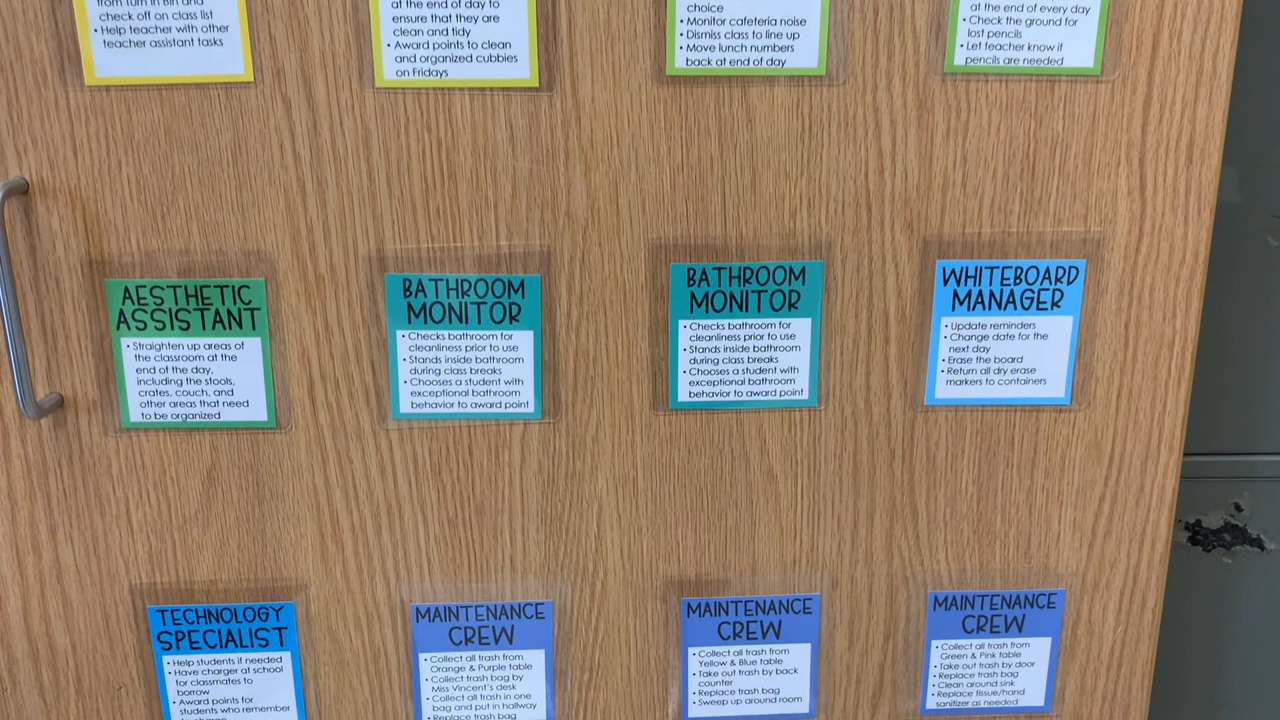 from Turn in Bin and
check off on class list
• Help teacher with other
teacher assistant tasks
at the end of day to
ensure that they are
clean and tidy
• Award points to clean
and organized cubbies
on Fridays
choice
• Monitor cafeteria noise
• Dismiss class to line up
• Move lunch numbers
back at end of day
at the end of every day
• Check the ground for
lost pencils
• Let teacher know if
pencils are needed
AESTHETIC
ASSISTANT
• Straighten up areas of
the classroom at the
end of the day,
including the stools,
crates, couch, and
other areas that need
to be organized
BATHROOM
MONITOR
• Checks bathroom for
cleanliness prior to use
• Stands inside bathroom
during class breaks
• Chooses a student with
exceptional bathroom
behavior to award point
BATHROOM
MONITOR
• Checks bathroom for
cleanliness prior to use
• Stands inside bathroom
during class breaks
• Chooses a student with
exceptional bathroom
behavior to award point
WHITEBOARD
MANAGER
• Update reminders
• Change date for the
next day
• Erase the board
• Return all dry erase
markers to containers
TECHNOLOGY
SPECIALIST
• Help students if needed
• Have charger at school
for classmates to
borrow
• Award points for
students who remember
MAINTENANCE
CREW
• Collect all trash from
Orange & Purple table
• Collect trash bag by
Miss Vincent's desk
• Collect all trash in one
bag and put in hallway
• Replace trash bag
MAINTENANCE
CREW
• Collect all trash from
Yellow & Blue table
• Take out trash by back
counter
• Replace trash bag
• Sweep up around room
MAINTENANCE
CREW
• Collect all trash from
Green & Pink table
• Take out trash by door
• Replace trash bag
• Clean around sink
• Replace tissue/hand
sanitizer as needed